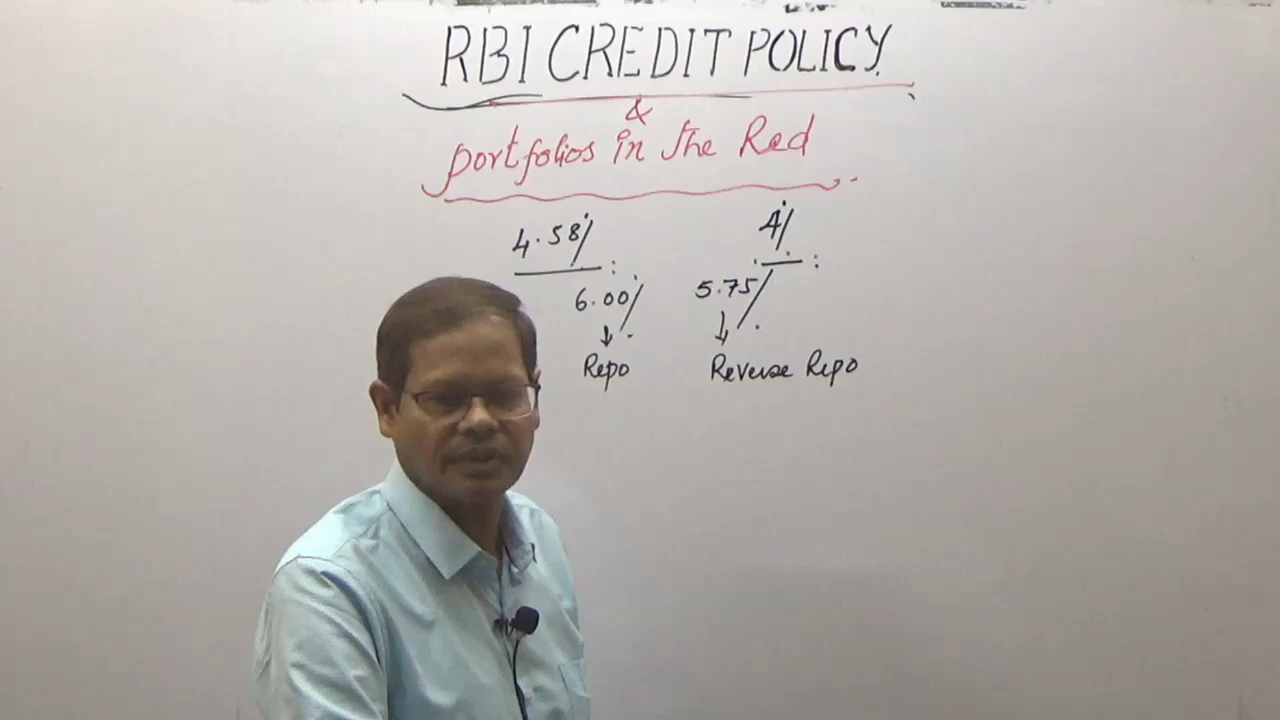 RBI CREDIT POLICY
&
portfolios in the Red
4.58% 4%
6.00% 5.75%
Repo Reverse Repo